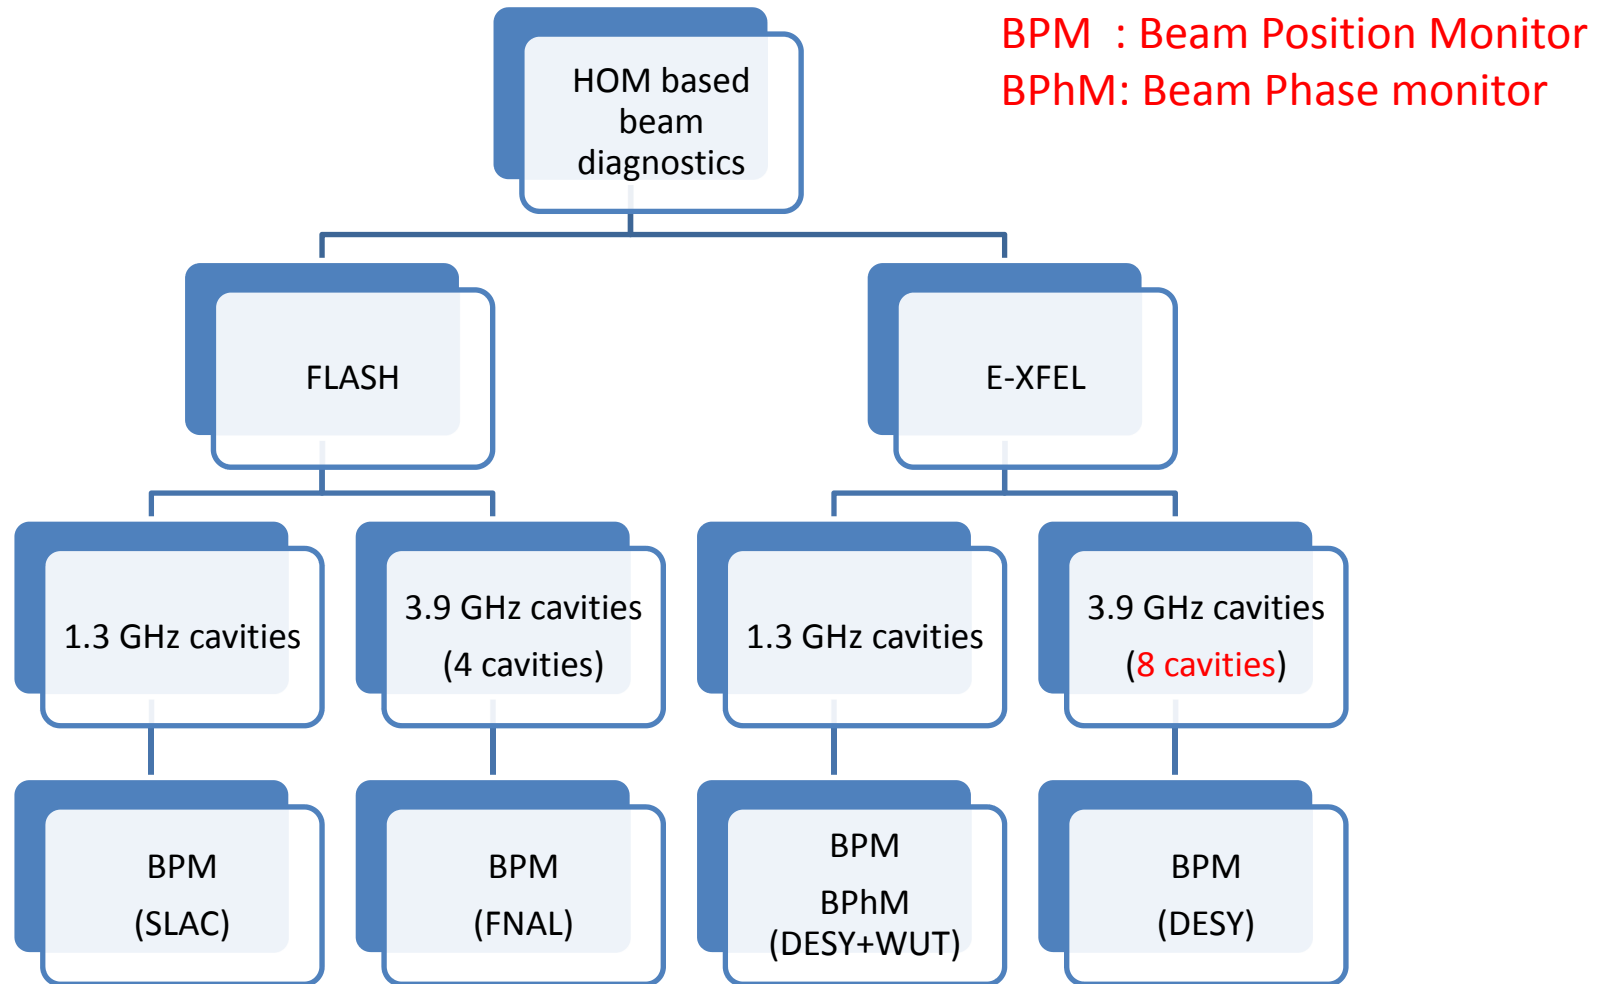 BPM : Beam Position Monitor
BPhM: Beam Phase monitor
HOM based
beam
diagnostics
FLASH
E-XFEL
1.3 GHz cavities
3.9 GHz cavities
(4 cavities)
1.3 GHz cavities
3.9 GHz cavities
(8 cavities)
BPM
(SLAC)
BPM
(FNAL)
BPM
BPhM
(DESY+WUT)
BPM
(DESY)